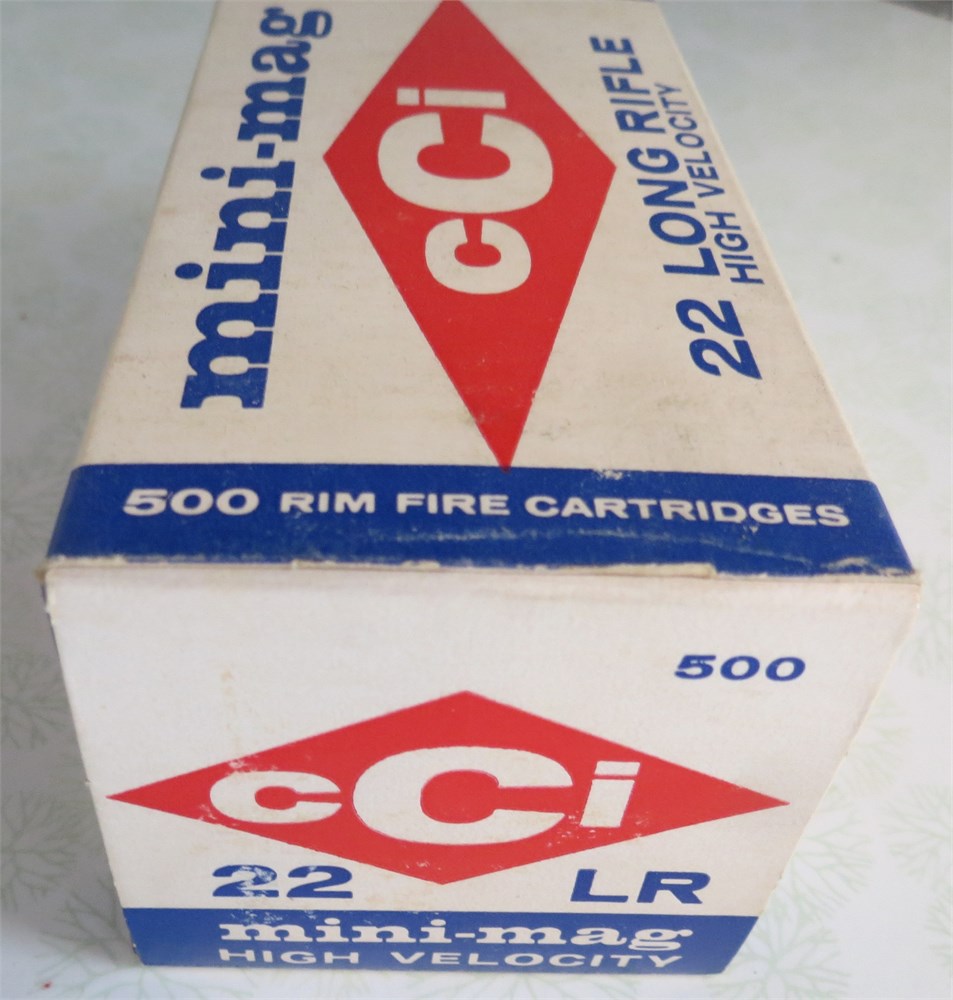 mini-mag
cCi
22 LONG RIFLE
HIGH VELOCITY
500 RIM FIRE CARTRIDGES
500
cCi
22 LR
mini-mag
HIGH VELOCITY